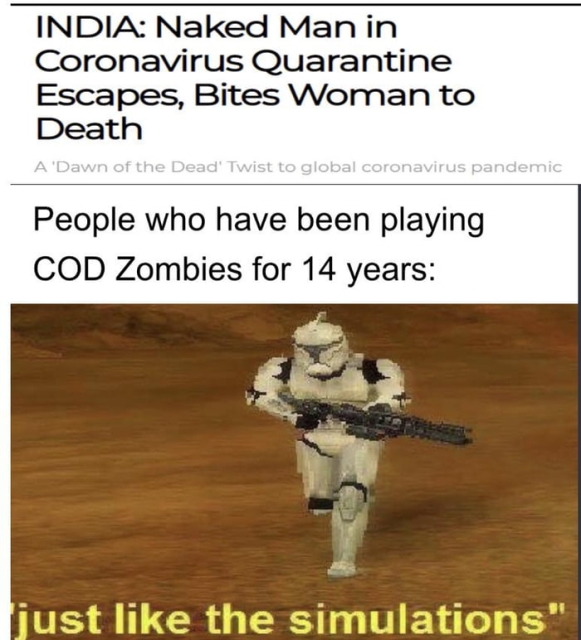 INDIA: Naked Man in
Coronavirus Quarantine
Escapes, Bites Woman to
Death
A 'Dawn of the Dead' Twist to global coronavirus pandemic
People who have been playing
COD Zombies for 14 years:
"just like the simulations"